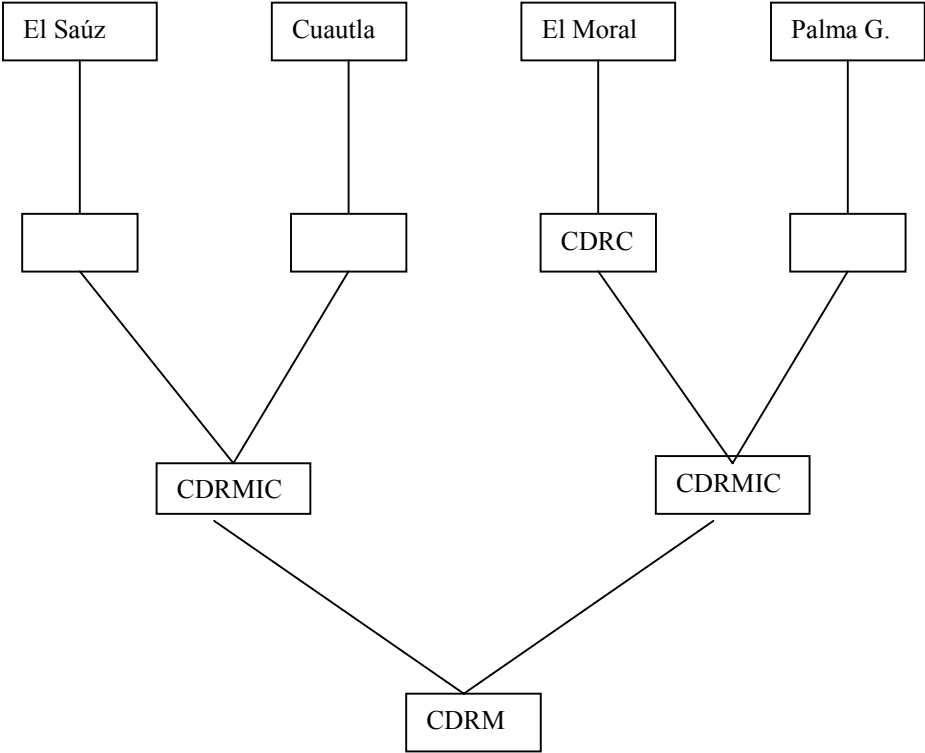 El Saúz
Cuautla
El Moral
Palma G.
CDRC
CDRMIC
CDRMIC
CDRM